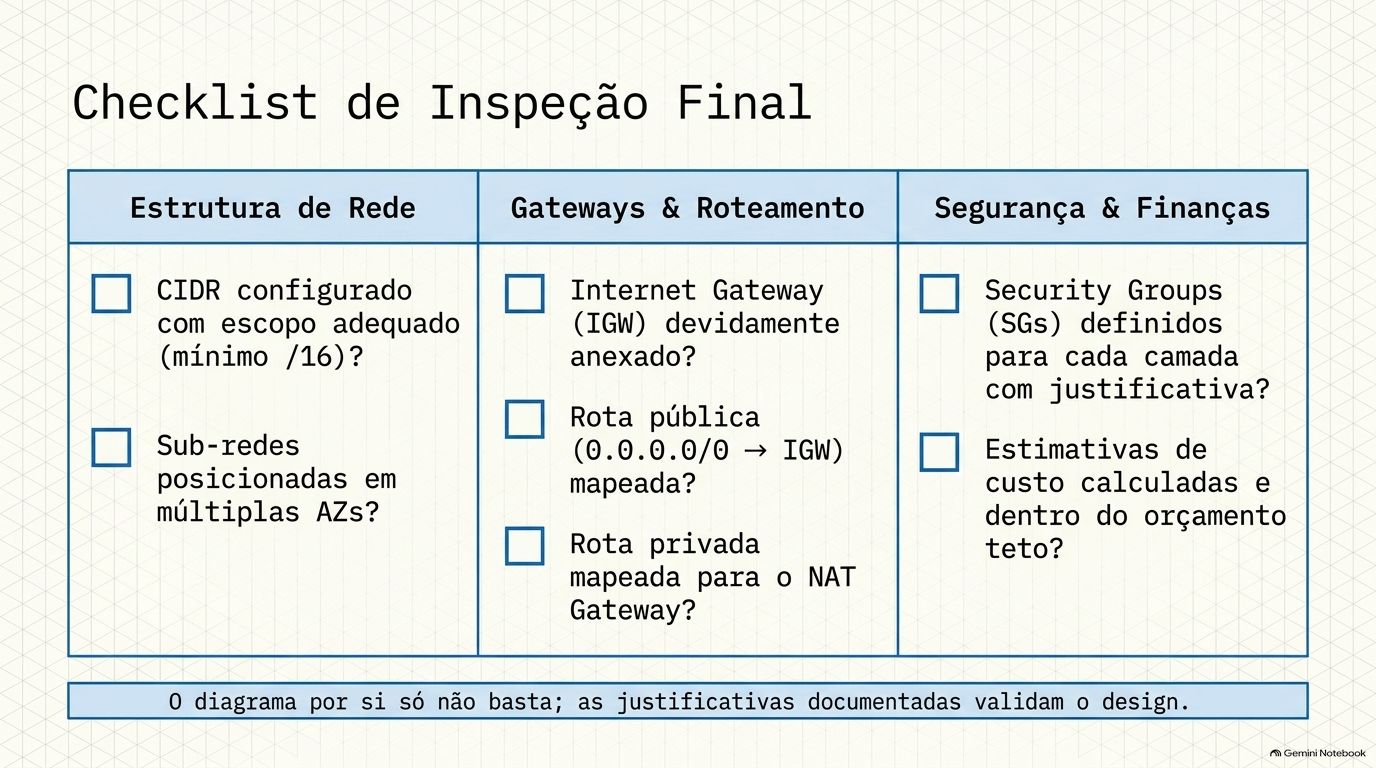 Checklist de Inspeção Final
Estrutura de Rede
CIDR configurado
com escopo adequado
(mínimo /16)?
Sub-redes
posicionadas em
múltiplas AZs?
Gateways & Roteamento
Internet Gateway
(IGW) devidamente
anexado?
Rota pública
(0.0.0.0/0 → IGW)
mapeada?
Rota privada
mapeada para o NAT
Gateway?
Segurança & Finanças
Security Groups
(SGs) definidos
para cada camada
com justificativa?
Estimativas de
custo calculadas e
dentro do orçamento
teto?
O diagrama por si só não basta; as justificativas documentadas validam o design.
Gemini Notebook